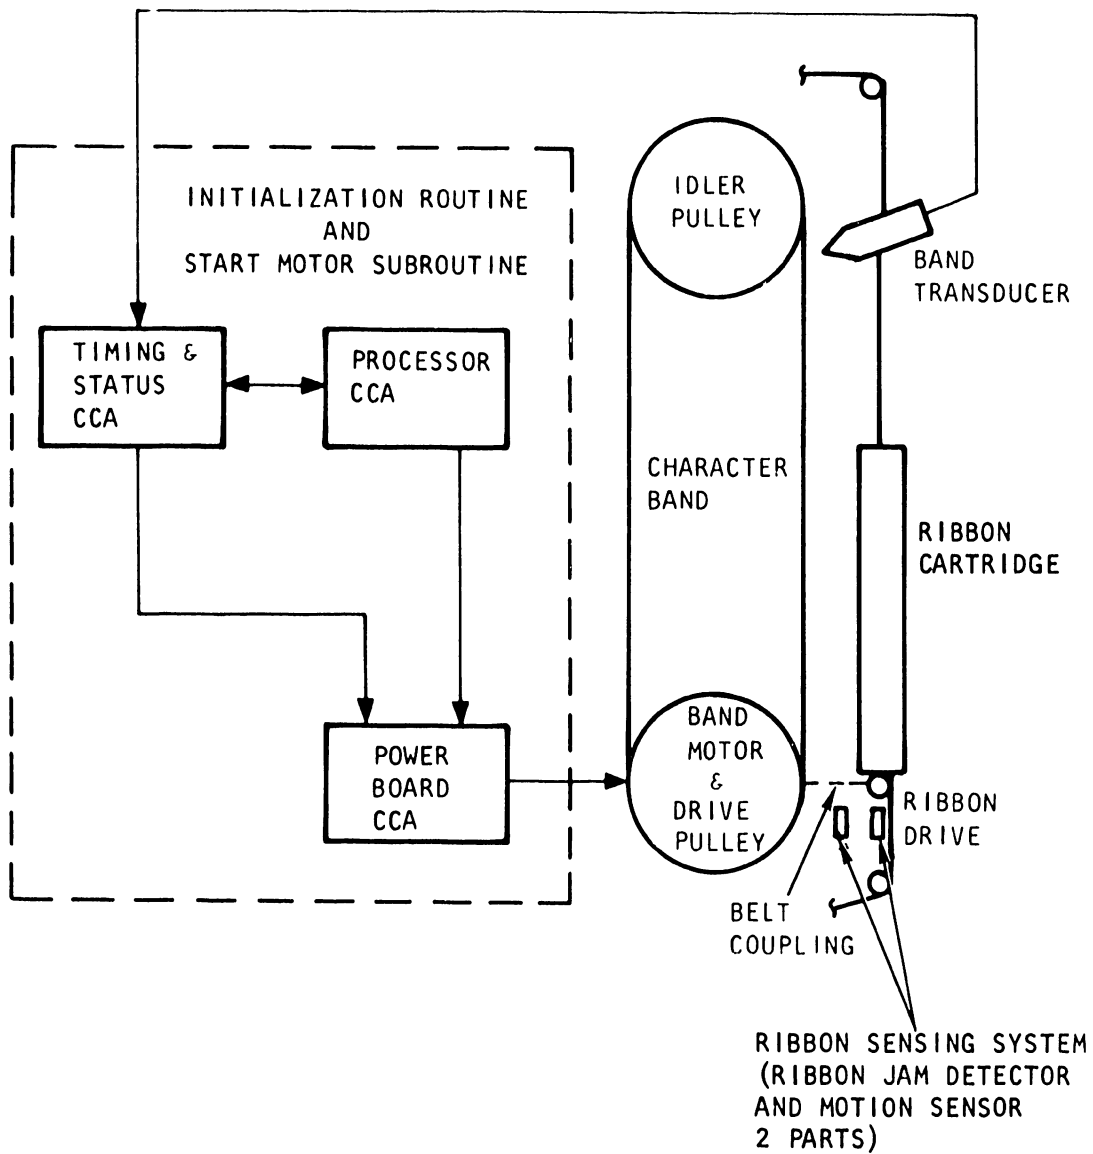 INITIALIZATION ROUTINE
AND
START MOTOR SUBROUTINE
TIMING &
STATUS
CCA
PROCESSOR
CCA
POWER
BOARD
CCA
IDLER
PULLEY
CHARACTER
BAND
BAND
MOTOR
&
DRIVE
PULLEY
BAND
TRANSDUCER
RIBBON
CARTRIDGE
RIBBON
DRIVE
BELT
COUPLING
RIBBON SENSING SYSTEM
(RIBBON JAM DETECTOR
AND MOTION SENSOR
2 PARTS)